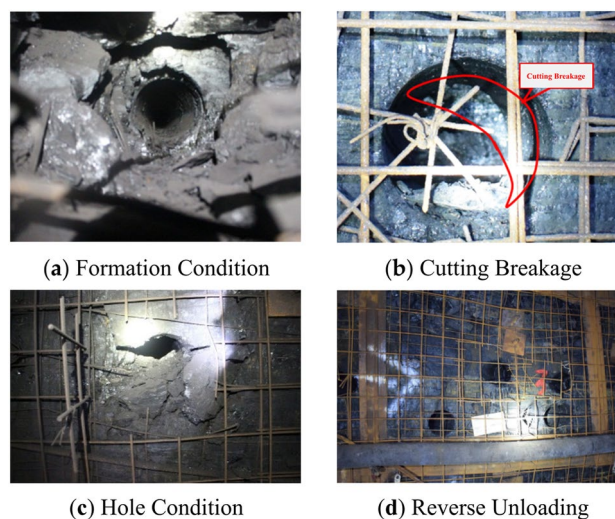 Cutting Breakage
(a) Formation Condition
(b) Cutting Breakage
(c) Hole Condition
(d) Reverse Unloading